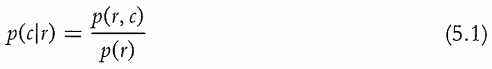 p(c|r) = p(r, c) / p(r) (5.1)